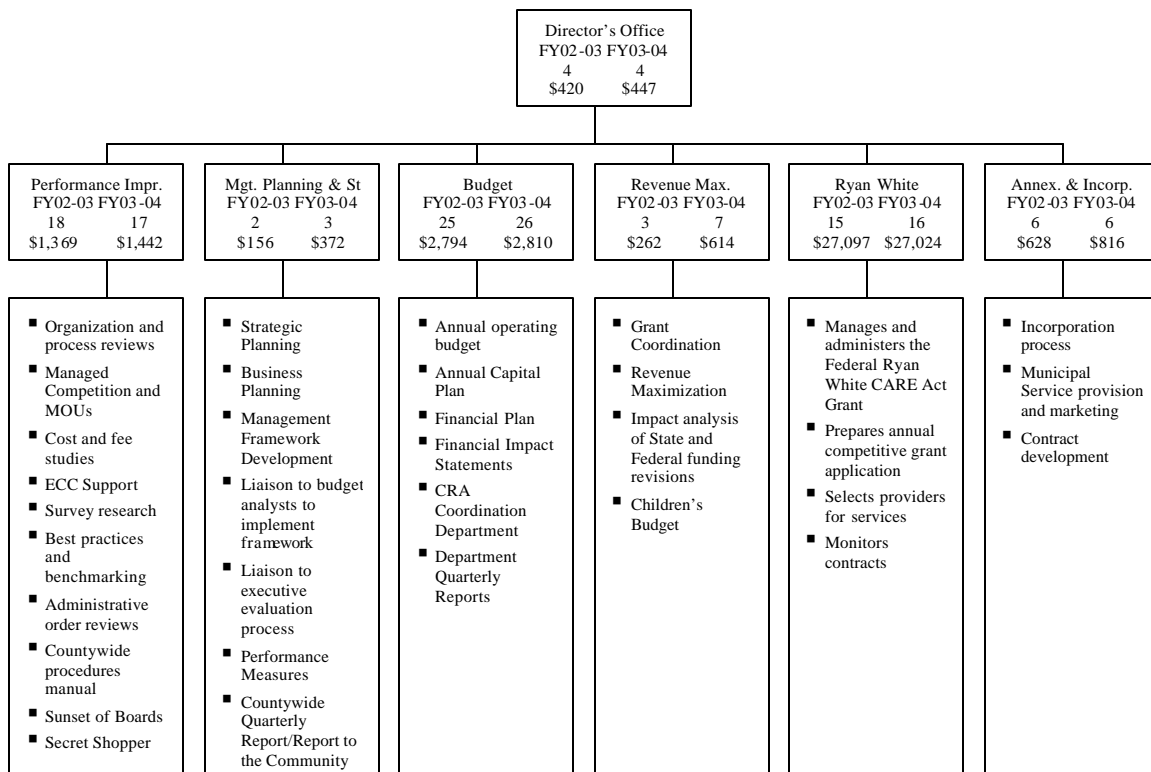 Director's Office
FY02-03 FY03-04
4 4
$420 $447
Performance Impr.
FY02-03 FY03-04
18 17
$1,369 $1,442
Mgt. Planning & St
FY02-03 FY03-04
2 3
$156 $372
Budget
FY02-03 FY03-04
25 26
$2,794 $2,810
Revenue Max.
FY02-03 FY03-04
3 7
$262 $614
Ryan White
FY02-03 FY03-04
15 16
$27,097 $27,024
Annex. & Incorp.
FY02-03 FY03-04
6 6
$628 $816
▪ Organization and
process reviews
▪ Managed
Competition and
MOUs
▪ Cost and fee
studies
▪ ECC Support
▪ Survey research
▪ Best practices
and
benchmarking
▪ Administrative
order reviews
▪ Countywide
procedures
manual
▪ Sunset of Boards
▪ Secret Shopper
▪ Strategic
Planning
▪ Business
Planning
▪ Management
Framework
Development
▪ Liaison to budget
analysts to
implement
framework
▪ Liaison to
executive
evaluation
process
▪ Performance
Measures
▪ Countywide
Quarterly
Report/Report to
the Community
▪ Annual operating
budget
▪ Annual Capital
Plan
▪ Financial Plan
▪ Financial Impact
Statements
▪ CRA
Coordination
Department
▪ Department
Quarterly
Reports
▪ Grant
Coordination
▪ Revenue
Maximization
▪ Impact analysis
of State and
Federal funding
revisions
▪ Children's
Budget
▪ Manages and
administers the
Federal Ryan
White CARE Act
Grant
▪ Prepares annual
competitive grant
application
▪ Selects providers
for services
▪ Monitors
contracts
▪ Incorporation
process
▪ Municipal
Service provision
and marketing
▪ Contract
development